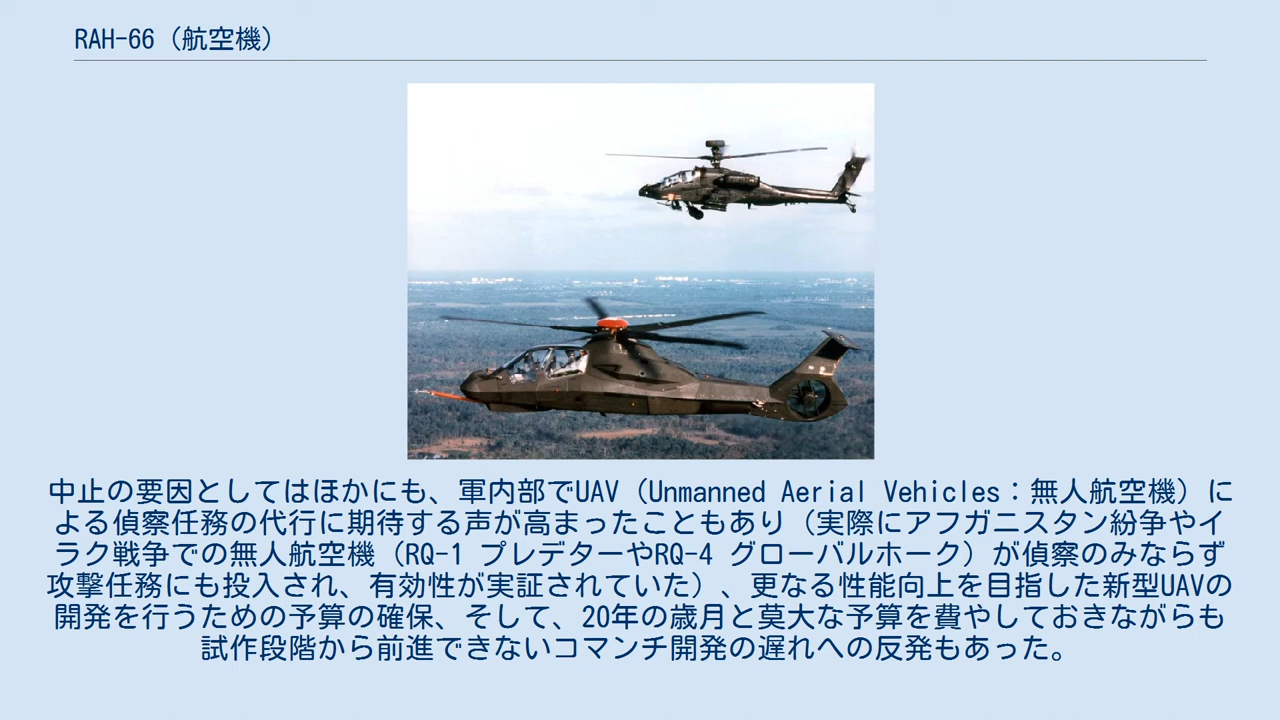 RAH-66（航空機）
中止の要因としてはほかにも、軍内部でUAV（Unmanned Aerial Vehicles：無人航空機）に
よる偵察任務の代行に期待する声が高まったこともあり（実際にアフガニスタン紛争やイ
ラク戦争での無人航空機（RQ-1 プレデターやRQ-4 グローバルホーク）が偵察のみならず
攻撃任務にも投入され、有効性が実証されていた）、更なる性能向上を目指した新型UAVの
開発を行うための予算の確保、そして、20年の歳月と莫大な予算を費やしておきながらも
試作段階から前進できないコマンチ開発の遅れへの反発もあった。